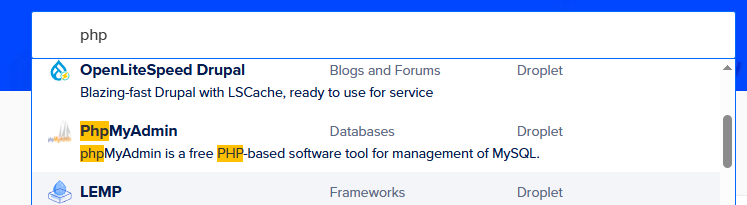 php
OpenLiteSpeed Drupal Blogs and Forums Droplet
Blazing-fast Drupal with LSCache, ready to use for service
PhpMyAdmin Databases Droplet
phpMyAdmin is a free PHP-based software tool for management of MySQL.
LEMP Frameworks Droplet